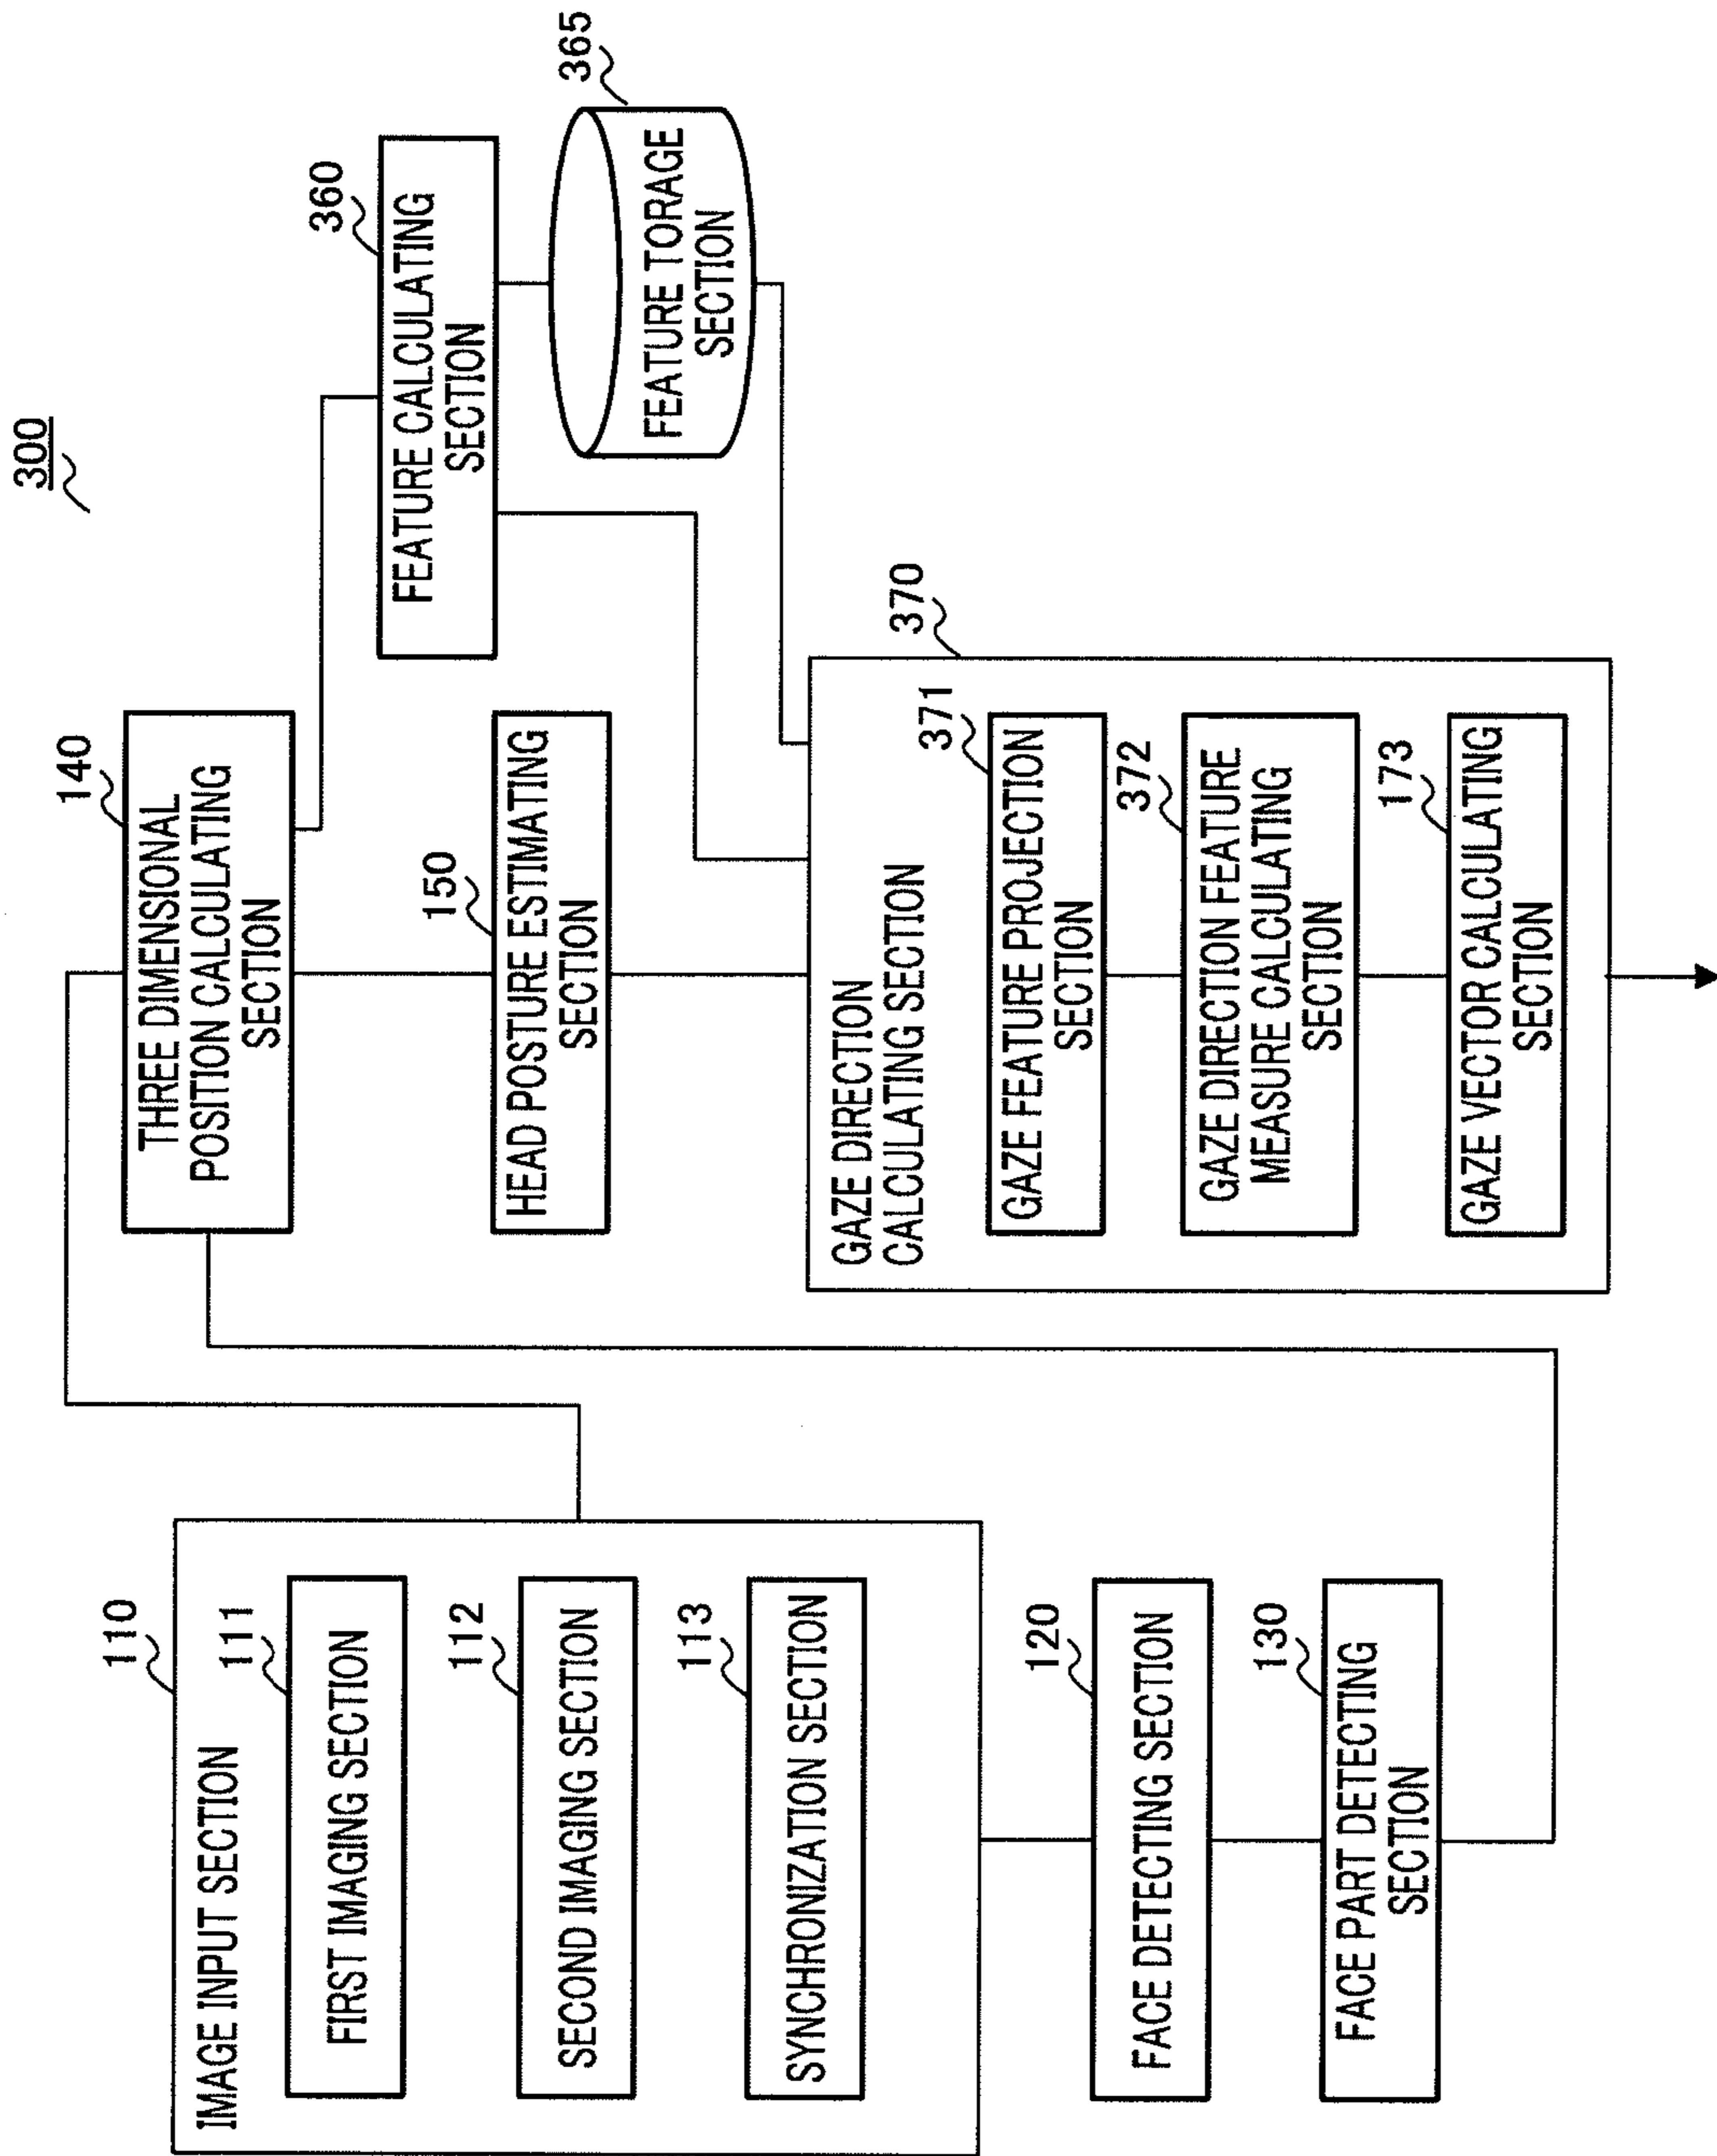 300
110
IMAGE INPUT SECTION
111
FIRST IMAGING SECTION
112
SECOND IMAGING SECTION
113
SYNCHRONIZATION SECTION
120
FACE DETECTING SECTION
130
FACE PART DETECTING
SECTION
140
THREE DIMENSIONAL
POSITION CALCULATING
SECTION
150
HEAD POSTURE ESTIMATING
SECTION
360
FEATURE CALCULATING
SECTION
365
FEATURE TORAGE
SECTION
370
GAZE DIRECTION
CALCULATING SECTION
371
GAZE FEATURE PROJECTION
SECTION
372
GAZE DIRECTION FEATURE
MEASURE CALCULATING
SECTION
173
GAZE VECTOR CALCULATING
SECTION